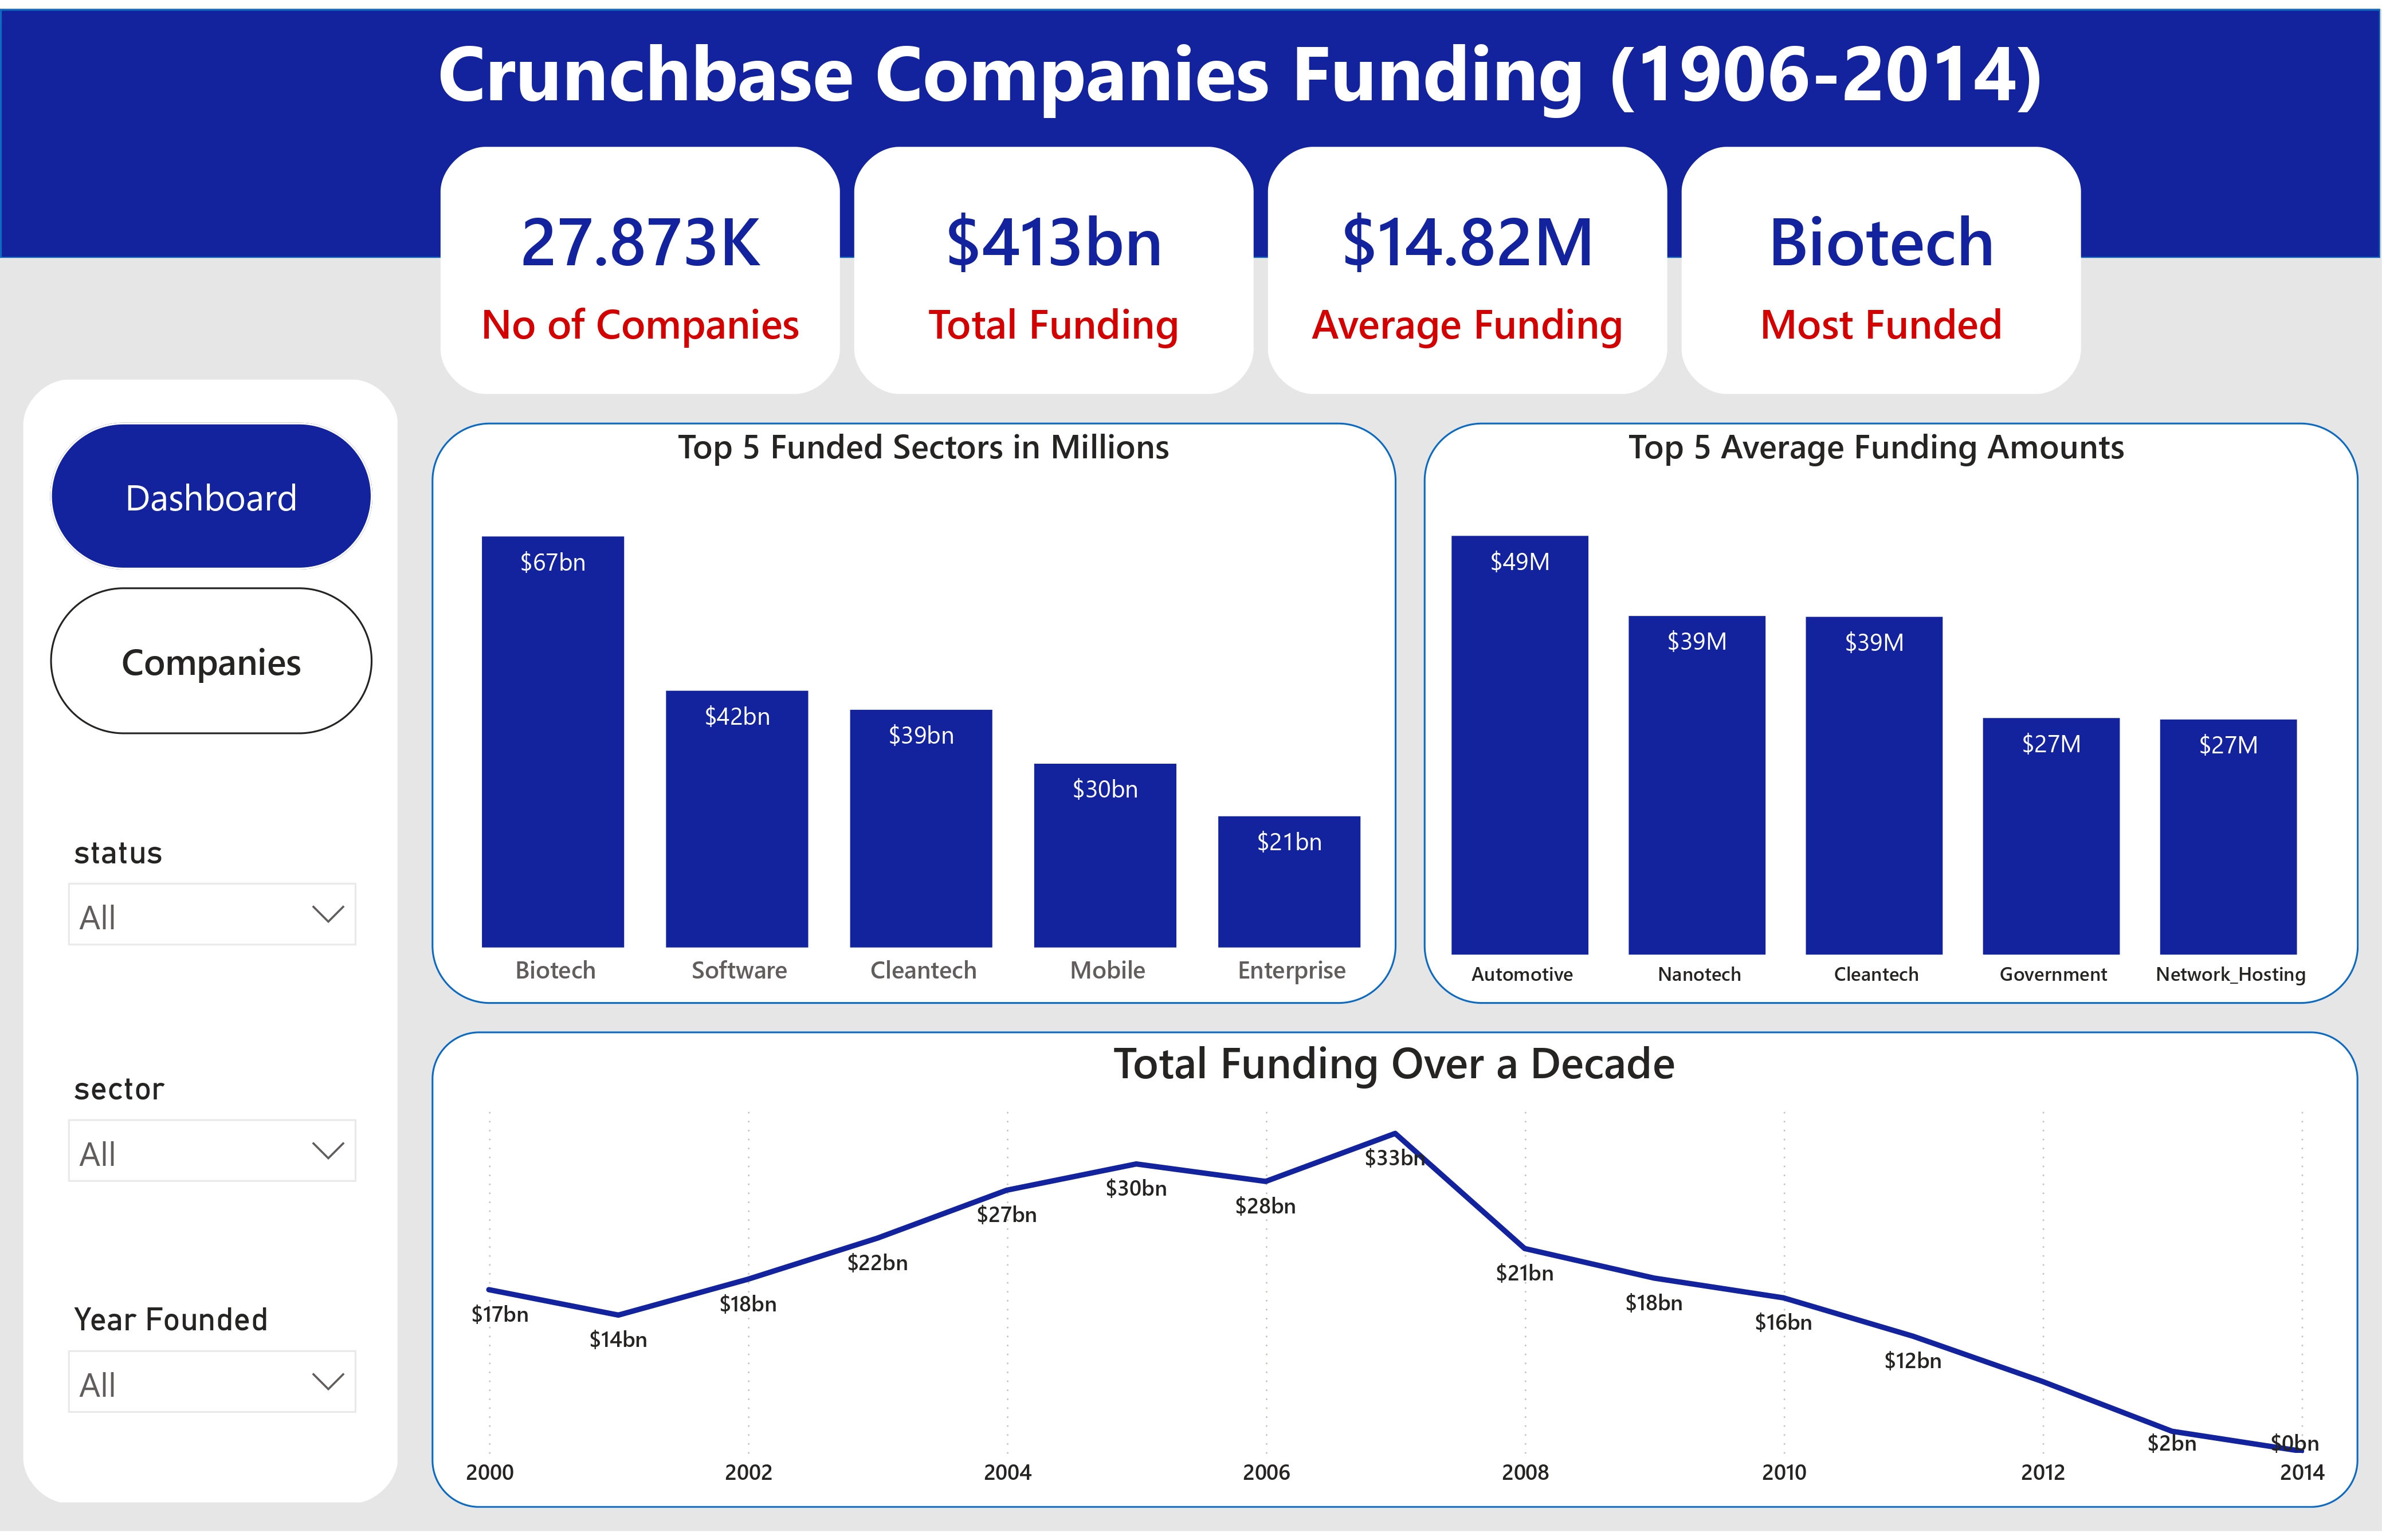 Crunchbase Companies Funding (1906-2014)
27.873K
No of Companies
$413bn
Total Funding
$14.82M
Average Funding
Biotech
Most Funded
Dashboard
Companies
status
All
sector
All
Year Founded
All
Top 5 Funded Sectors in Millions
$67bn
$42bn
$39bn
$30bn
$21bn
Biotech Software Cleantech Mobile Enterprise
Top 5 Average Funding Amounts
$49M
$39M
$39M
$27M
$27M
Automotive Nanotech Cleantech Government Network_Hosting
Total Funding Over a Decade
$17bn
$14bn
$18bn
$22bn
$27bn
$30bn
$28bn
$33bn
$21bn
$18bn
$16bn
$12bn
$2bn
$0bn
2000 2002 2004 2006 2008 2010 2012 2014